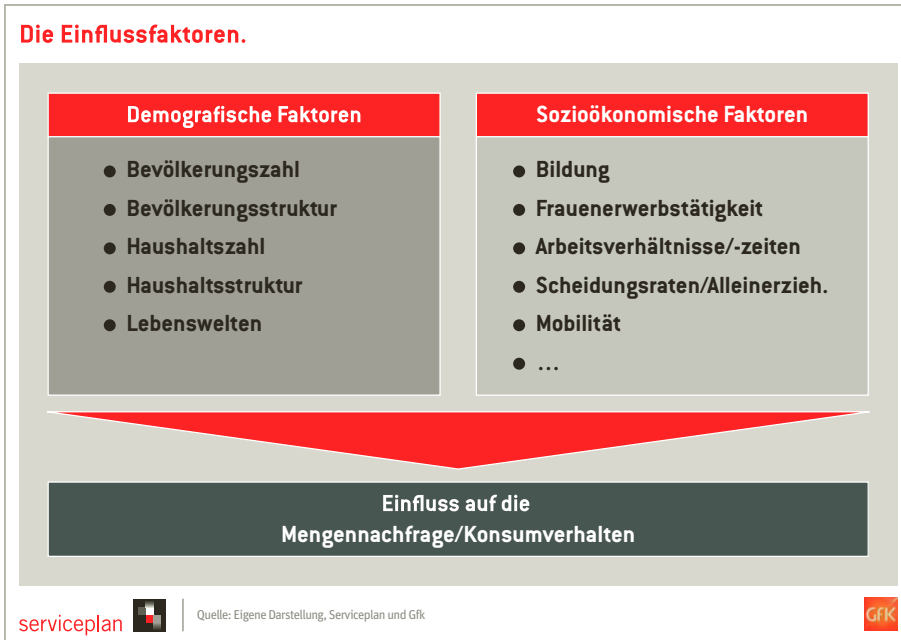 Die Einflussfaktoren.
Demografische Faktoren
● Bevölkerungszahl
● Bevölkerungsstruktur
● Haushaltszahl
● Haushaltsstruktur
● Lebenswelten
Sozioökonomische Faktoren
● Bildung
● Frauenerwerbstätigkeit
● Arbeitsverhältnisse/-zeiten
● Scheidungsraten/Alleinerzieh.
● Mobilität
● …
Einfluss auf die
Mengennachfrage/Konsumverhalten
serviceplan
Quelle: Eigene Darstellung, Serviceplan und Gfk
GfK